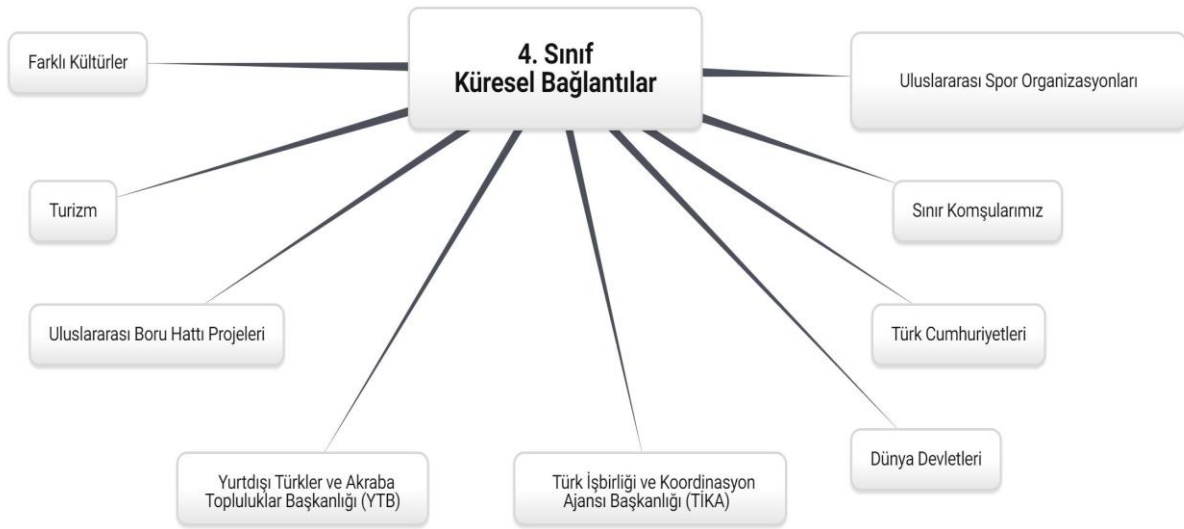 4. Sınıf
Küresel Bağlantılar
Farklı Kültürler
Uluslararası Spor Organizasyonları
Turizm
Sınır Komşularımız
Uluslararası Boru Hattı Projeleri
Türk Cumhuriyetleri
Yurtdışı Türkler ve Akraba
Topluluklar Başkanlığı (YTB)
Türk İşbirliği ve Koordinasyon
Ajansı Başkanlığı (TİKA)
Dünya Devletleri